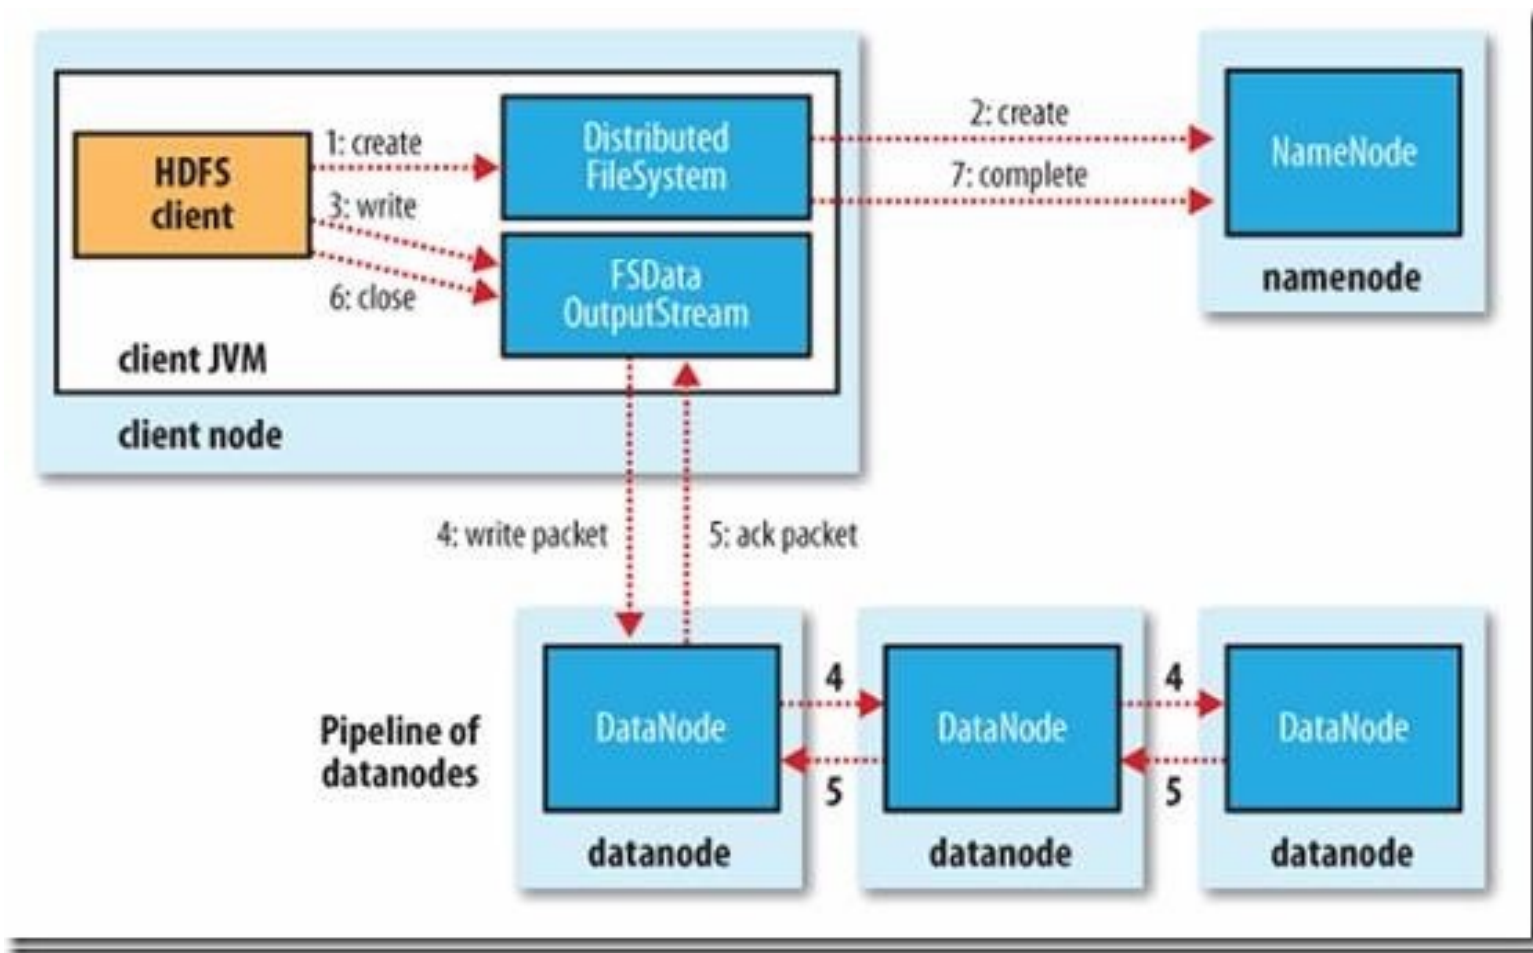 HDFS
client
1: create
3: write
6: close
Distributed
FileSystem
FSData
OutputStream
client JVM
client node
2: create
7: complete
NameNode
namenode
4: write packet
5: ack packet
Pipeline of
datanodes
DataNode
datanode
4
5
DataNode
datanode
4
5
DataNode
datanode